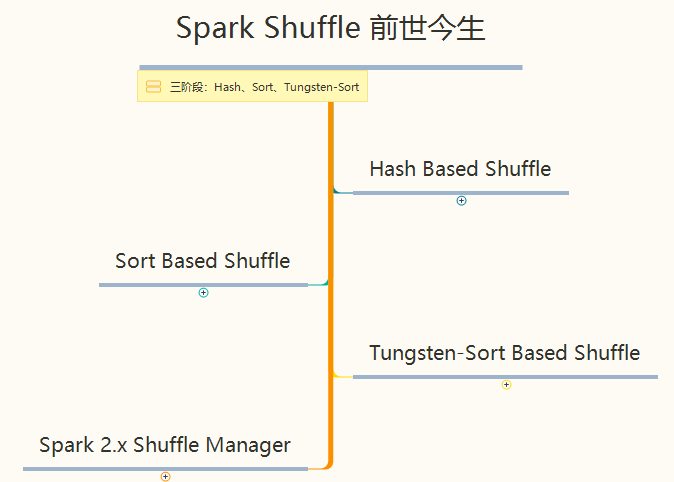 Spark Shuffle 前世今生
三阶段：Hash、Sort、Tungsten-Sort
Hash Based Shuffle
Sort Based Shuffle
Tungsten-Sort Based Shuffle
Spark 2.x Shuffle Manager